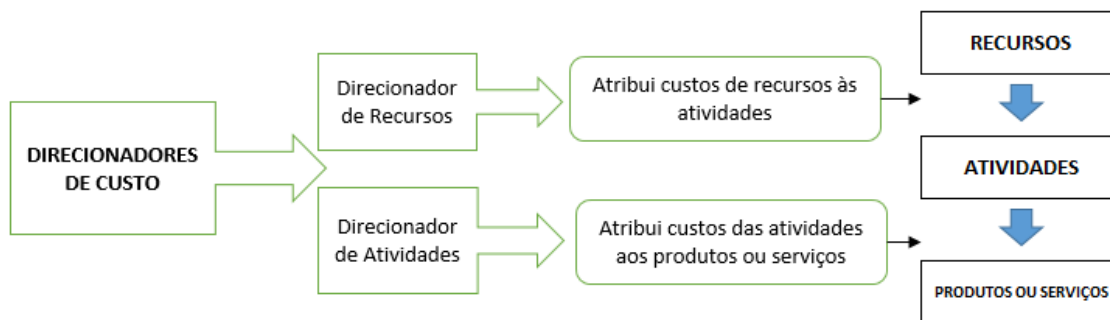 DIRECIONADORES
DE CUSTO
Direcionador
de Recursos
Atribui custos de recursos às
atividades
Direcionador
de Atividades
Atribui custos das atividades
aos produtos ou serviços
RECURSOS
ATIVIDADES
PRODUTOS OU SERVIÇOS